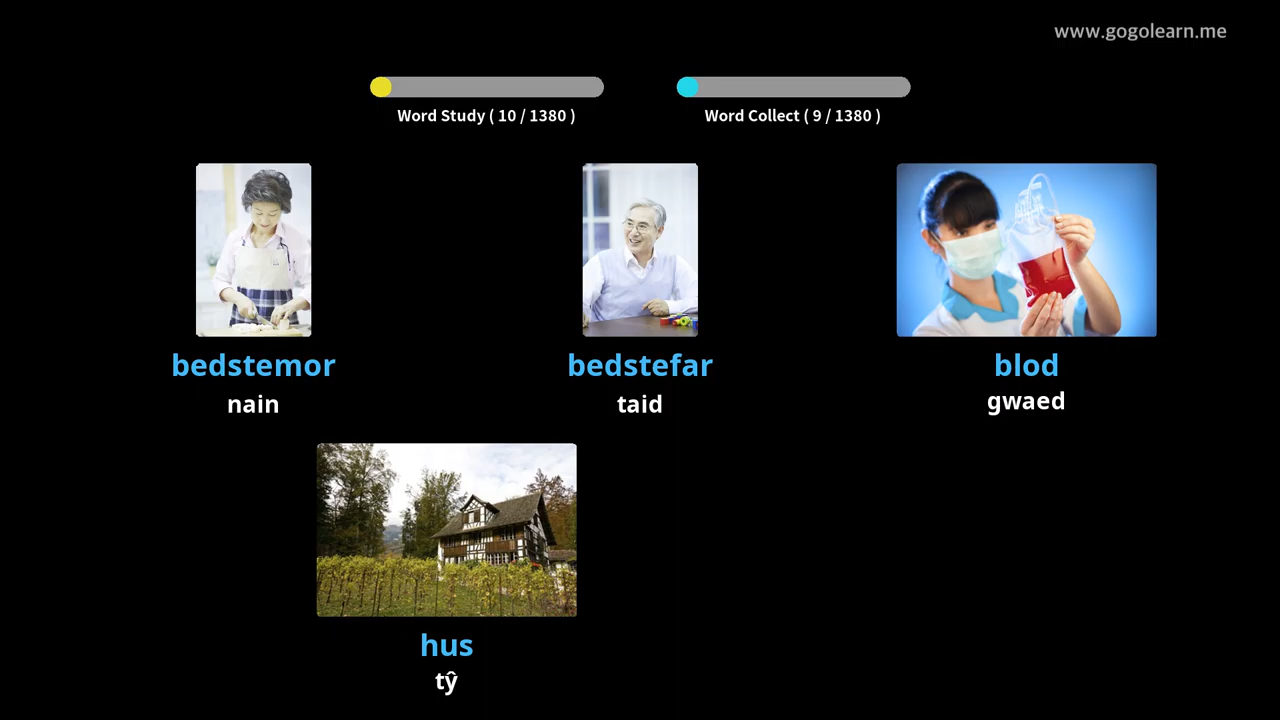 www.gogolearn.me
Word Study ( 10 / 1380 )
Word Collect ( 9 / 1380 )
bedstemor
nain
bedstefar
taid
blod
gwaed
hus
tŷ